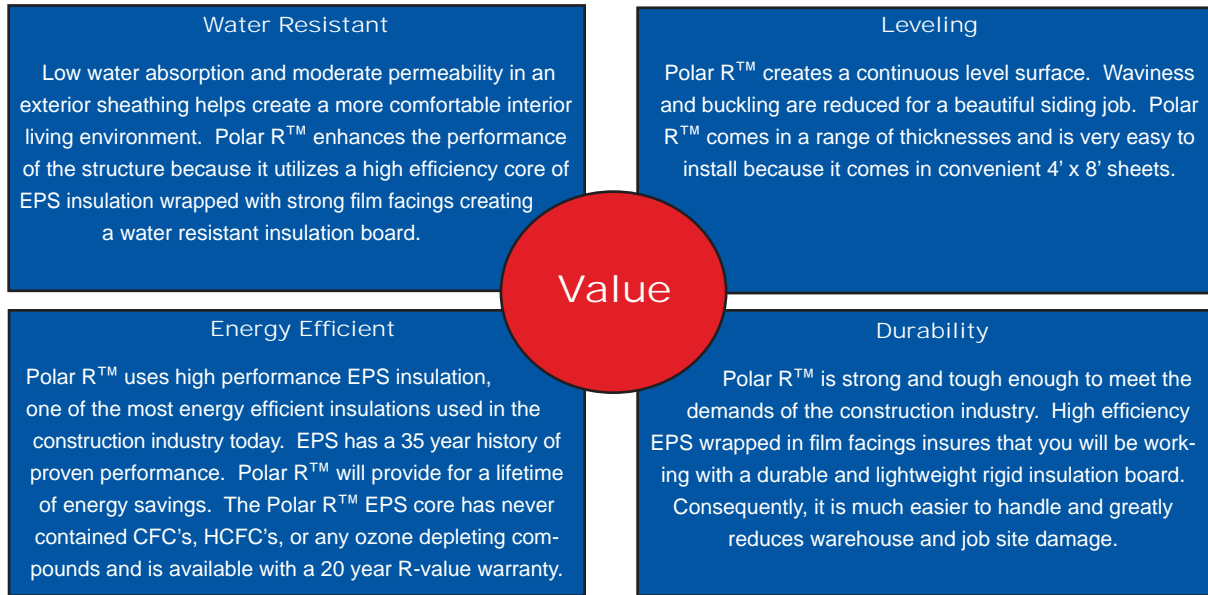 Water Resistant
Low water absorption and moderate permeability in an
exterior sheathing helps create a more comfortable interior
living environment.  Polar R™ enhances the performance
of the structure because it utilizes a high efficiency core of
EPS insulation wrapped with strong film facings creating
a water resistant insulation board.
Leveling
Polar R™ creates a continuous level surface.  Waviness
and buckling are reduced for a beautiful siding job.  Polar
R™ comes in a range of thicknesses and is very easy to
install because it comes in convenient 4’ x 8’ sheets.
Value
Energy Efficient
Polar R™ uses high performance EPS insulation,
one of the most energy efficient insulations used in the
construction industry today.  EPS has a 35 year history of
proven performance.  Polar R™ will provide for a lifetime
of energy savings.  The Polar R™ EPS core has never
contained CFC’s, HCFC’s, or any ozone depleting com-
pounds and is available with a 20 year R-value warranty.
Durability
Polar R™ is strong and tough enough to meet the
demands of the construction industry.  High efficiency
EPS wrapped in film facings insures that you will be work-
ing with a durable and lightweight rigid insulation board.
Consequently, it is much easier to handle and greatly
reduces warehouse and job site damage.